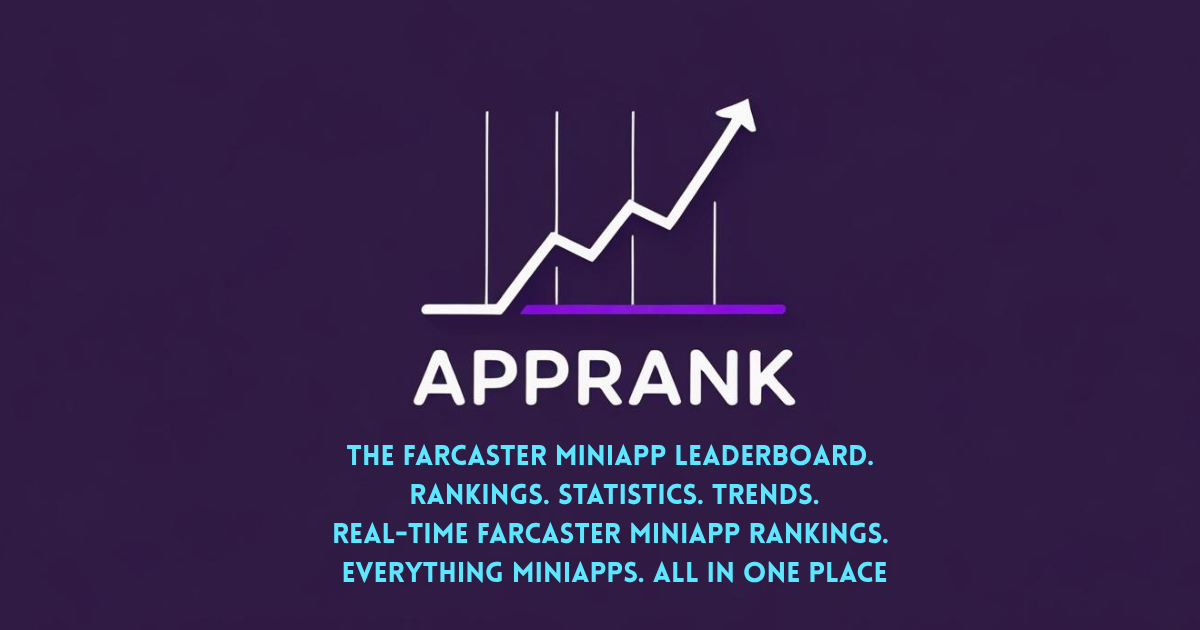 APPRANK
THE FARCASTER MINIAPP LEADERBOARD.
RANKINGS. STATISTICS. TRENDS.
REAL-TIME FARCASTER MINIAPP RANKINGS.
EVERYTHING MINIAPPS. ALL IN ONE PLACE